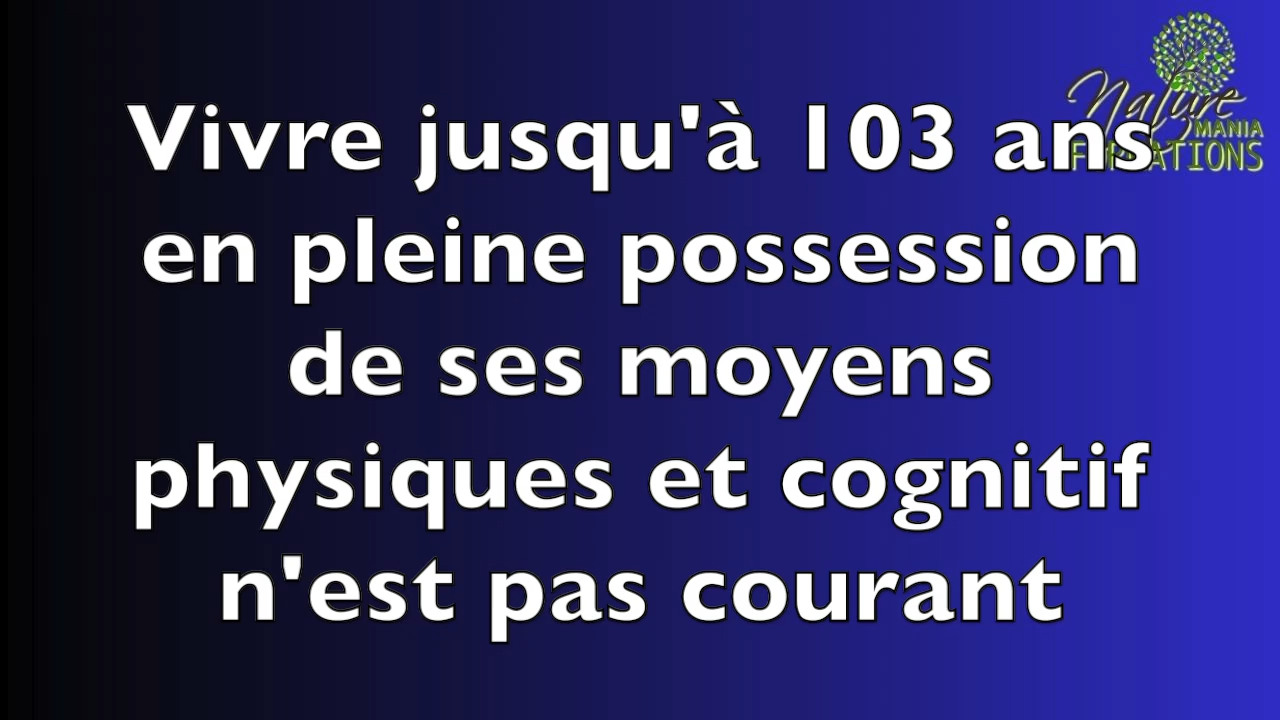 Nature
MANIA
FORMATIONS
Vivre jusqu'à 103 ans
en pleine possession
de ses moyens
physiques et cognitif
n'est pas courant